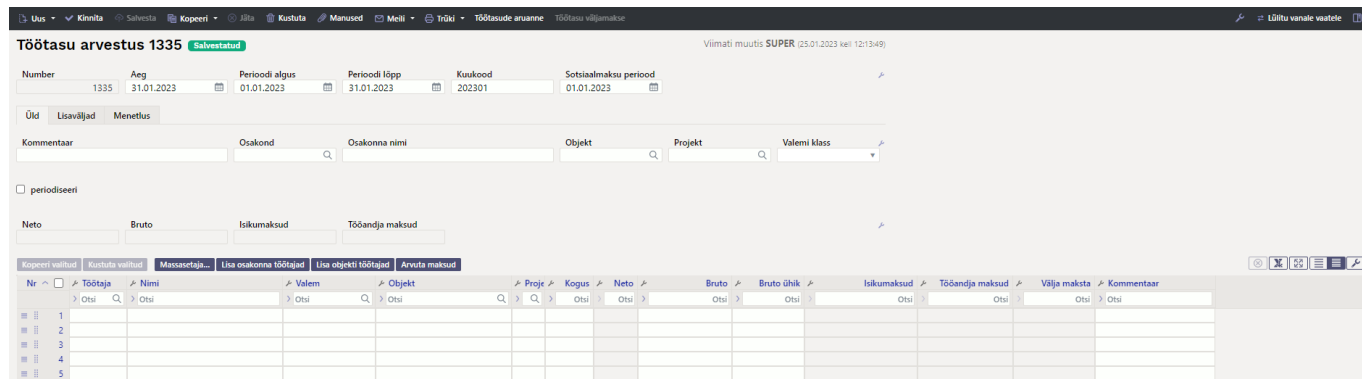 Uus Kinnita Salvesta Kopeeri Jäta Kustuta Manused Meili Trüki Töötasude aruanne Töötasu väljamakse Lülitu vanale vaatele
Töötasu arvestus 1335 Salvestatud Viimati muutis SUPER (25.01.2023 kell 12:13:49)
Number Aeg Perioodi algus Perioodi lõpp Kuukood Sotsiaalmaksu periood
1335 31.01.2023 01.01.2023 31.01.2023 202301 01.01.2023
Üld Lisaväljad Menetlus
Kommentaar Osakond Osakonna nimi Objekt Projekt Valemi klass
periodiseeri
Neto Bruto Isikumaksud Tööandja maksud
Kopeeri valitud Kustuta valitud Massasetaja... Lisa osakonna töötajad Lisa objekti töötajad Arvuta maksud
Nr Töötaja Nimi Valem Objekt Proje Kogus Neto Bruto Bruto ühik Isikumaksud Tööandja maksud Välja maksta Kommentaar
Otsi Otsi Otsi Otsi Otsi Otsi Otsi Otsi Otsi Otsi Otsi Otsi
1
2
3
4
5